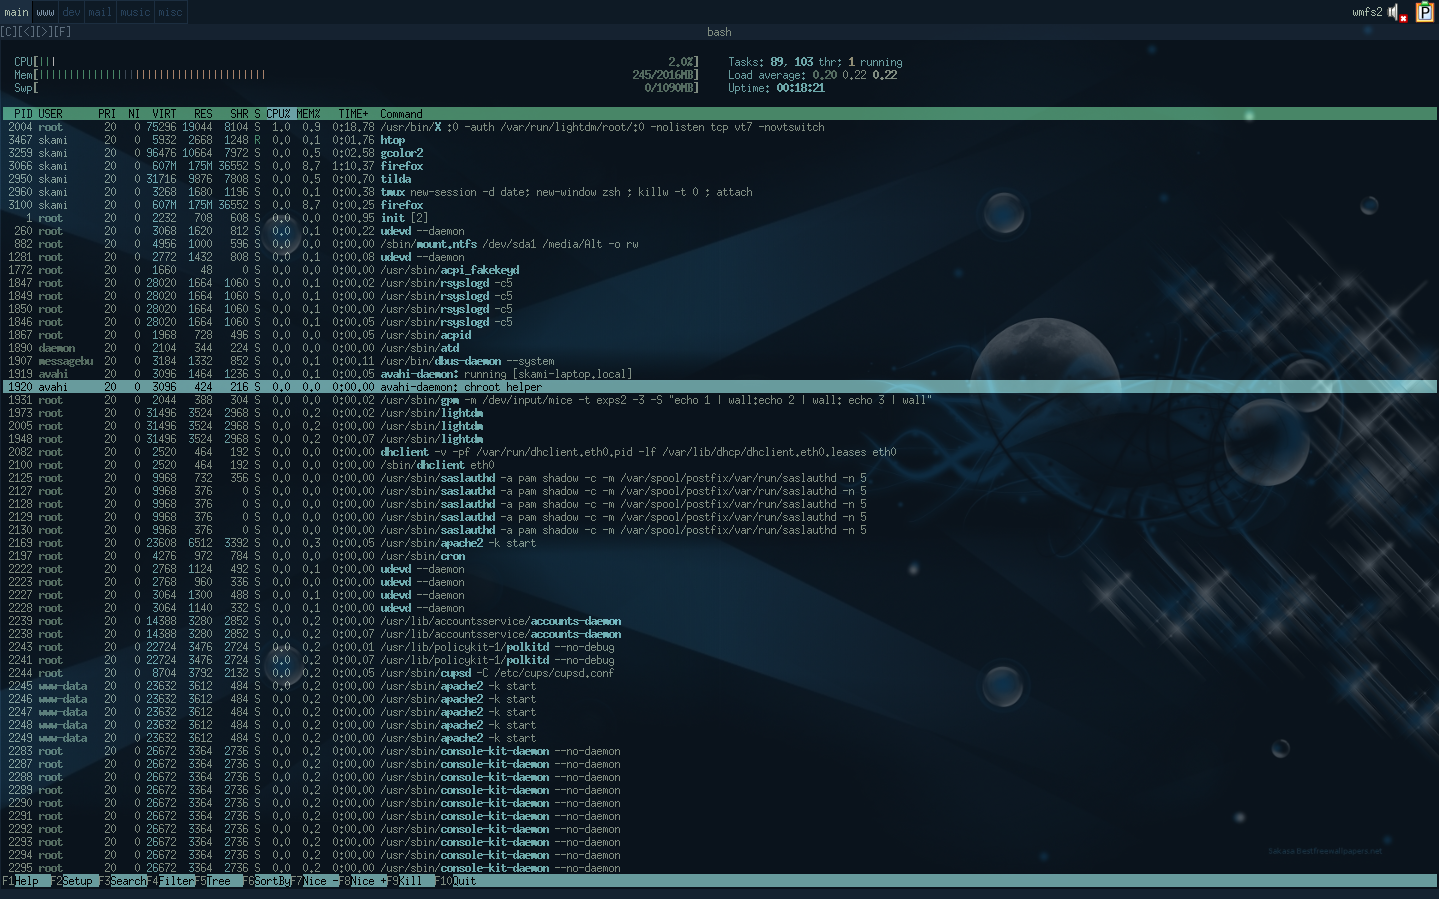 main www dev mail music misc wmfs2
[C][<][>][F] bash
CPU[||| 2.0%] Tasks: 89, 103 thr; 1 running
Mem[||||||||||||||||||||||||||||||||||||||| 245/2016MB] Load average: 0.20 0.22 0.22
Swp[ 0/1090MB] Uptime: 00:18:21
PID USER PRI NI VIRT RES SHR S CPU% MEM% TIME+ Command
2004 root 20 0 75296 19044 8104 S 1.0 0.9 0:18.78 /usr/bin/X :0 -auth /var/run/lightdm/root/:0 -nolisten tcp vt7 -novtswitch
3467 skami 20 0 5932 2668 1248 R 0.0 0.1 0:01.76 htop
3259 skami 20 0 96476 10664 7972 S 0.0 0.5 0:02.58 gcolor2
3066 skami 20 0 607M 175M 36552 S 0.0 8.7 1:10.37 firefox
2950 skami 20 0 31716 9876 7808 S 0.0 0.5 0:00.70 tilda
2960 skami 20 0 3268 1680 1196 S 0.0 0.1 0:00.38 tmux new-session -d date; new-window zsh ; killw -t 0 ; attach
3100 skami 20 0 607M 175M 36552 S 0.0 8.7 0:00.25 firefox
1 root 20 0 2232 708 608 S 0.0 0.0 0:00.95 init [2]
260 root 20 0 3068 1620 812 S 0.0 0.1 0:00.22 udevd --daemon
882 root 20 0 4956 1000 596 S 0.0 0.0 0:00.00 /sbin/mount.ntfs /dev/sda1 /media/Alt -o rw
1281 root 20 0 2772 1432 808 S 0.0 0.1 0:00.08 udevd --daemon
1772 root 20 0 1660 48 0 S 0.0 0.0 0:00.00 /usr/sbin/acpi_fakekeyd
1847 root 20 0 28020 1664 1060 S 0.0 0.1 0:00.02 /usr/sbin/rsyslogd -c5
1849 root 20 0 28020 1664 1060 S 0.0 0.1 0:00.00 /usr/sbin/rsyslogd -c5
1850 root 20 0 28020 1664 1060 S 0.0 0.1 0:00.01 /usr/sbin/rsyslogd -c5
1846 root 20 0 28020 1664 1060 S 0.0 0.1 0:00.05 /usr/sbin/rsyslogd -c5
1867 root 20 0 1968 728 496 S 0.0 0.0 0:00.05 /usr/sbin/acpid
1890 daemon 20 0 2104 344 224 S 0.0 0.0 0:00.00 /usr/sbin/atd
1907 messagebu 20 0 3184 1332 852 S 0.0 0.1 0:00.11 /usr/bin/dbus-daemon --system
1919 avahi 20 0 3096 1464 1236 S 0.0 0.1 0:00.05 avahi-daemon: running [skami-laptop.local]
1920 avahi 20 0 3096 424 216 S 0.0 0.0 0:00.00 avahi-daemon: chroot helper
1931 root 20 0 2044 388 304 S 0.0 0.0 0:00.02 /usr/sbin/gpm -m /dev/input/mice -t exps2 -3 -S "echo 1 | wall:echo 2 | wall: echo 3 | wall"
1973 root 20 0 31496 3524 2968 S 0.0 0.2 0:00.02 /usr/sbin/lightdm
2005 root 20 0 31496 3524 2968 S 0.0 0.2 0:00.00 /usr/sbin/lightdm
1948 root 20 0 31496 3524 2968 S 0.0 0.2 0:00.07 /usr/sbin/lightdm
2082 root 20 0 2520 464 192 S 0.0 0.0 0:00.00 dhclient -v -pf /var/run/dhclient.eth0.pid -lf /var/lib/dhcp/dhclient.eth0.leases eth0
2100 root 20 0 2520 464 192 S 0.0 0.0 0:00.00 /sbin/dhclient eth0
2125 root 20 0 9968 732 356 S 0.0 0.0 0:00.00 /usr/sbin/saslauthd -a pam shadow -c -m /var/spool/postfix/var/run/saslauthd -n 5
2127 root 20 0 9968 376 0 S 0.0 0.0 0:00.00 /usr/sbin/saslauthd -a pam shadow -c -m /var/spool/postfix/var/run/saslauthd -n 5
2128 root 20 0 9968 376 0 S 0.0 0.0 0:00.00 /usr/sbin/saslauthd -a pam shadow -c -m /var/spool/postfix/var/run/saslauthd -n 5
2129 root 20 0 9968 376 0 S 0.0 0.0 0:00.00 /usr/sbin/saslauthd -a pam shadow -c -m /var/spool/postfix/var/run/saslauthd -n 5
2130 root 20 0 9968 376 0 S 0.0 0.0 0:00.00 /usr/sbin/saslauthd -a pam shadow -c -m /var/spool/postfix/var/run/saslauthd -n 5
2169 root 20 0 23608 6512 3392 S 0.0 0.3 0:00.05 /usr/sbin/apache2 -k start
2197 root 20 0 4276 972 784 S 0.0 0.0 0:00.00 /usr/sbin/cron
2222 root 20 0 2768 1124 492 S 0.0 0.1 0:00.00 udevd --daemon
2223 root 20 0 2768 960 336 S 0.0 0.0 0:00.00 udevd --daemon
2227 root 20 0 3064 1300 488 S 0.0 0.1 0:00.00 udevd --daemon
2228 root 20 0 3064 1140 332 S 0.0 0.1 0:00.00 udevd --daemon
2239 root 20 0 14388 3280 2852 S 0.0 0.2 0:00.00 /usr/lib/accountsservice/accounts-daemon
2238 root 20 0 14388 3280 2852 S 0.0 0.2 0:00.07 /usr/lib/accountsservice/accounts-daemon
2243 root 20 0 22724 3476 2724 S 0.0 0.2 0:00.01 /usr/lib/policykit-1/polkitd --no-debug
2241 root 20 0 22724 3476 2724 S 0.0 0.2 0:00.07 /usr/lib/policykit-1/polkitd --no-debug
2244 root 20 0 8704 3792 2132 S 0.0 0.2 0:00.05 /usr/sbin/cupsd -C /etc/cups/cupsd.conf
2245 www-data 20 0 23632 3612 484 S 0.0 0.2 0:00.00 /usr/sbin/apache2 -k start
2246 www-data 20 0 23632 3612 484 S 0.0 0.2 0:00.00 /usr/sbin/apache2 -k start
2247 www-data 20 0 23632 3612 484 S 0.0 0.2 0:00.00 /usr/sbin/apache2 -k start
2248 www-data 20 0 23632 3612 484 S 0.0 0.2 0:00.00 /usr/sbin/apache2 -k start
2249 www-data 20 0 23632 3612 484 S 0.0 0.2 0:00.00 /usr/sbin/apache2 -k start
2283 root 20 0 26672 3364 2736 S 0.0 0.2 0:00.00 /usr/sbin/console-kit-daemon --no-daemon
2287 root 20 0 26672 3364 2736 S 0.0 0.2 0:00.00 /usr/sbin/console-kit-daemon --no-daemon
2288 root 20 0 26672 3364 2736 S 0.0 0.2 0:00.00 /usr/sbin/console-kit-daemon --no-daemon
2289 root 20 0 26672 3364 2736 S 0.0 0.2 0:00.00 /usr/sbin/console-kit-daemon --no-daemon
2290 root 20 0 26672 3364 2736 S 0.0 0.2 0:00.00 /usr/sbin/console-kit-daemon --no-daemon
2291 root 20 0 26672 3364 2736 S 0.0 0.2 0:00.00 /usr/sbin/console-kit-daemon --no-daemon
2292 root 20 0 26672 3364 2736 S 0.0 0.2 0:00.00 /usr/sbin/console-kit-daemon --no-daemon
2293 root 20 0 26672 3364 2736 S 0.0 0.2 0:00.00 /usr/sbin/console-kit-daemon --no-daemon
2294 root 20 0 26672 3364 2736 S 0.0 0.2 0:00.00 /usr/sbin/console-kit-daemon --no-daemon
2295 root 20 0 26672 3364 2736 S 0.0 0.2 0:00.00 /usr/sbin/console-kit-daemon --no-daemon
F1Help F2Setup F3Search F4Filter F5Tree F6SortBy F7Nice - F8Nice + F9Kill F10Quit